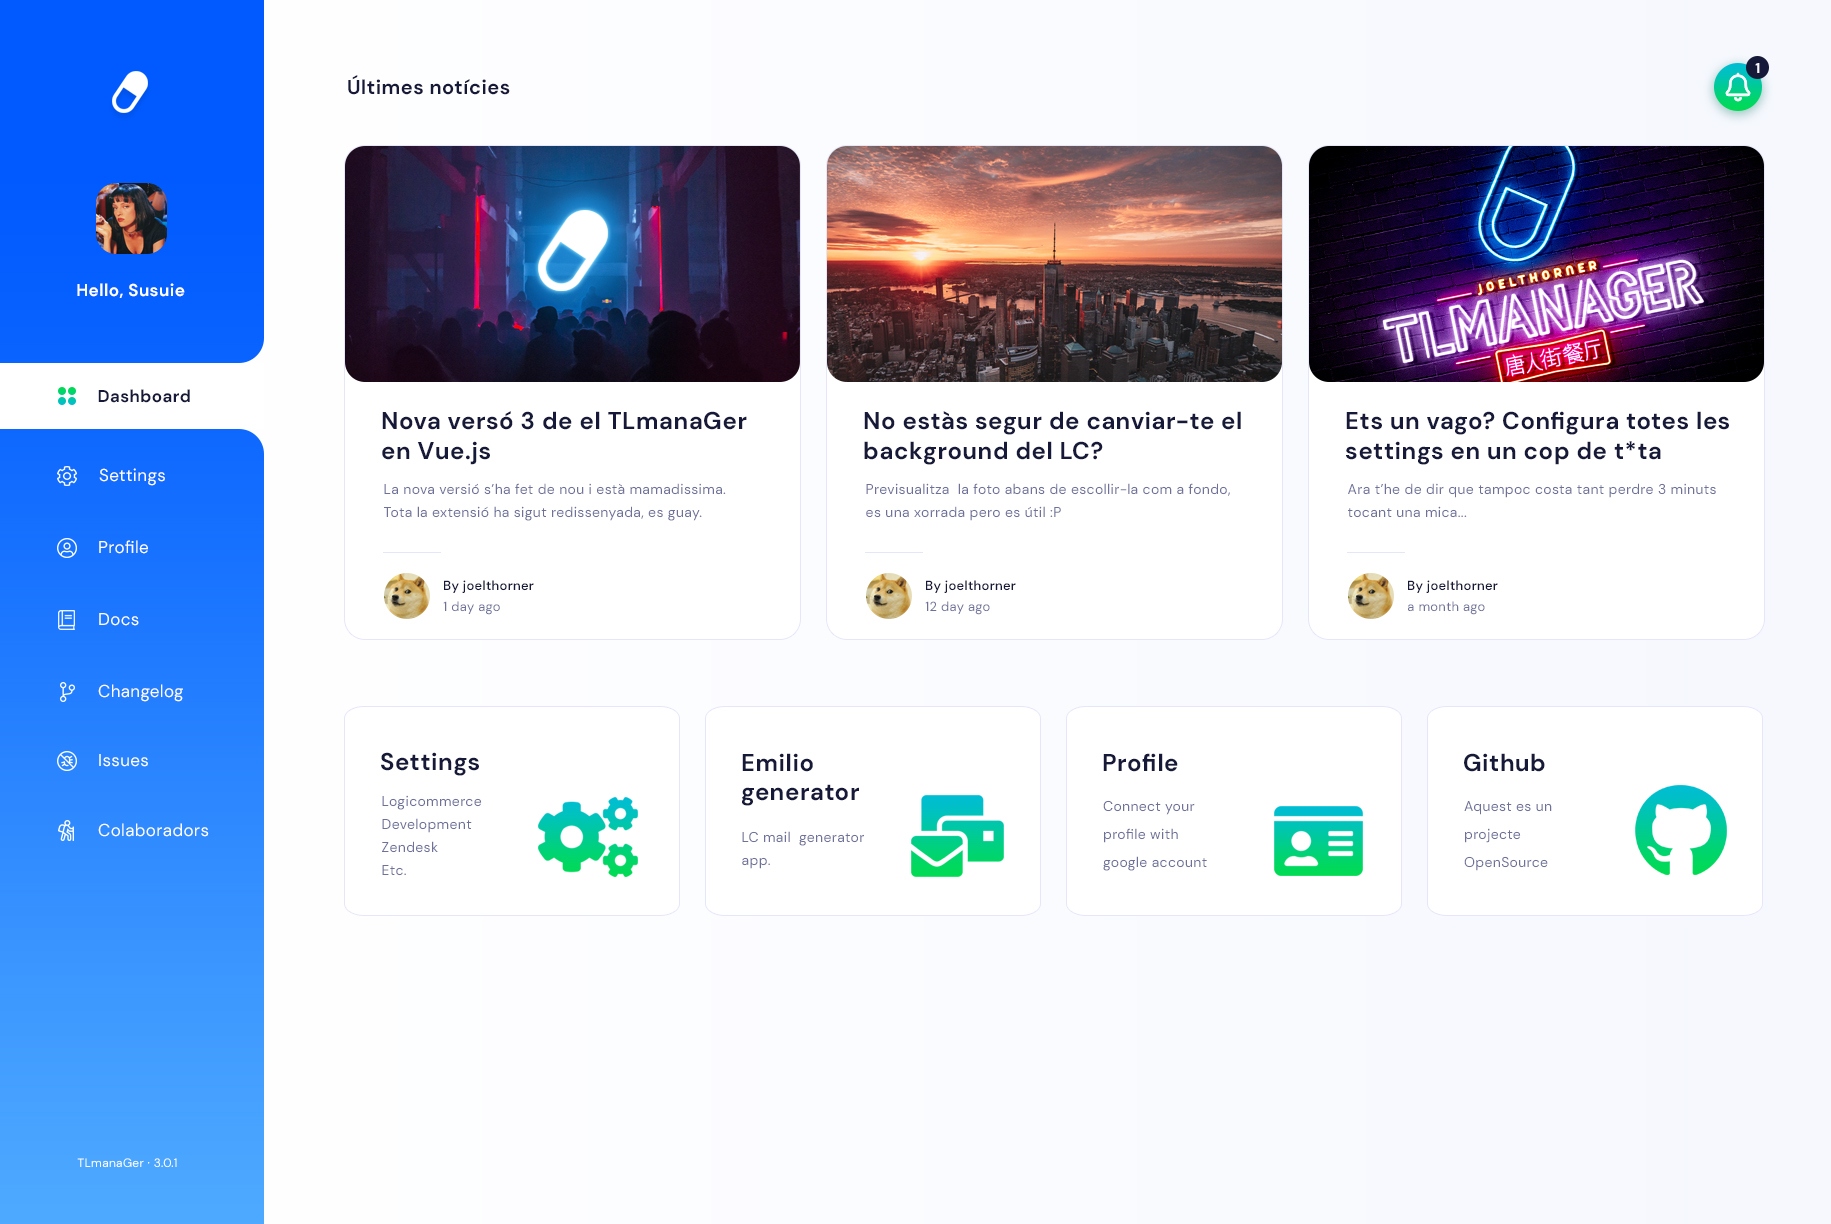 Hello, Susuie
Dashboard
Settings
Profile
Docs
Changelog
Issues
Colaboradors
TLmanaGer · 3.0.1
Últimes notícies
1
Nova versó 3 de el TLmanaGer
en Vue.js
La nova versió s'ha fet de nou i està mamadissima.
Tota la extensió ha sigut redissenyada, es guay.
By joelthorner
1 day ago
No estàs segur de canviar-te el
background del LC?
Previsualitza  la foto abans de escollir-la com a fondo,
es una xorrada pero es útil :P
By joelthorner
12 day ago
JOELTHORNER
TLMANAGER
唐人街餐厅
Ets un vago? Configura totes les
settings en un cop de t*ta
Ara t'he de dir que tampoc costa tant perdre 3 minuts
tocant una mica...
By joelthorner
a month ago
Settings
Logicommerce
Development
Zendesk
Etc.
Emilio
generator
LC mail  generator
app.
Profile
Connect your
profile with
google account
Github
Aquest es un
projecte
OpenSource